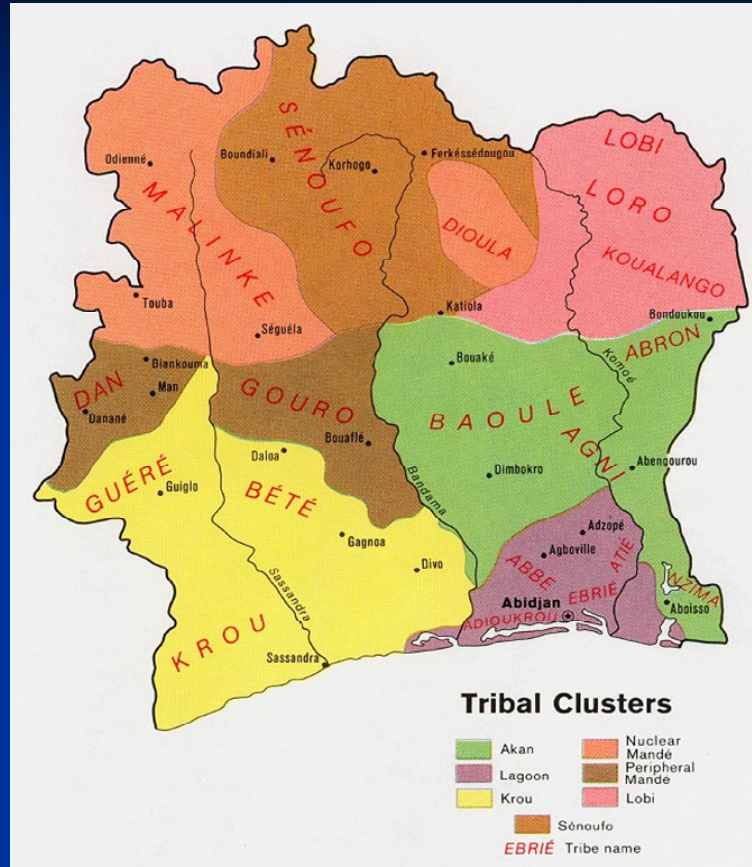 LOBI
SÉNOUFO
Odienné
Boundiali
Korhogo
Ferkéssédougou
LORO
MALINKE
DIOULA
KOUALANGO
Touba
Katiola
Bondoukou
Séguéla
ABRON
Biankouma
Bouaké
Komoé
DAN
Man
GOURO
BAOULE
Danané
Bouaflé
AGNI
Daloa
Abengourou
GUÉRÉ
Guiglo
BÉTÉ
Bandama
Dimbokro
Gagnoa
Adzopé
Agboville
ATIÉ
Divo
ABBE
NZIMA
Sassandra
EBRIÉ
Abidjan
Aboisso
ADIOUKROU
KROU
Sassandra
Tribal Clusters
Akan
Nuclear
Mandé
Lagoon
Peripheral
Mandé
Krou
Lobi
Sénoufo
EBRIÉ Tribe name